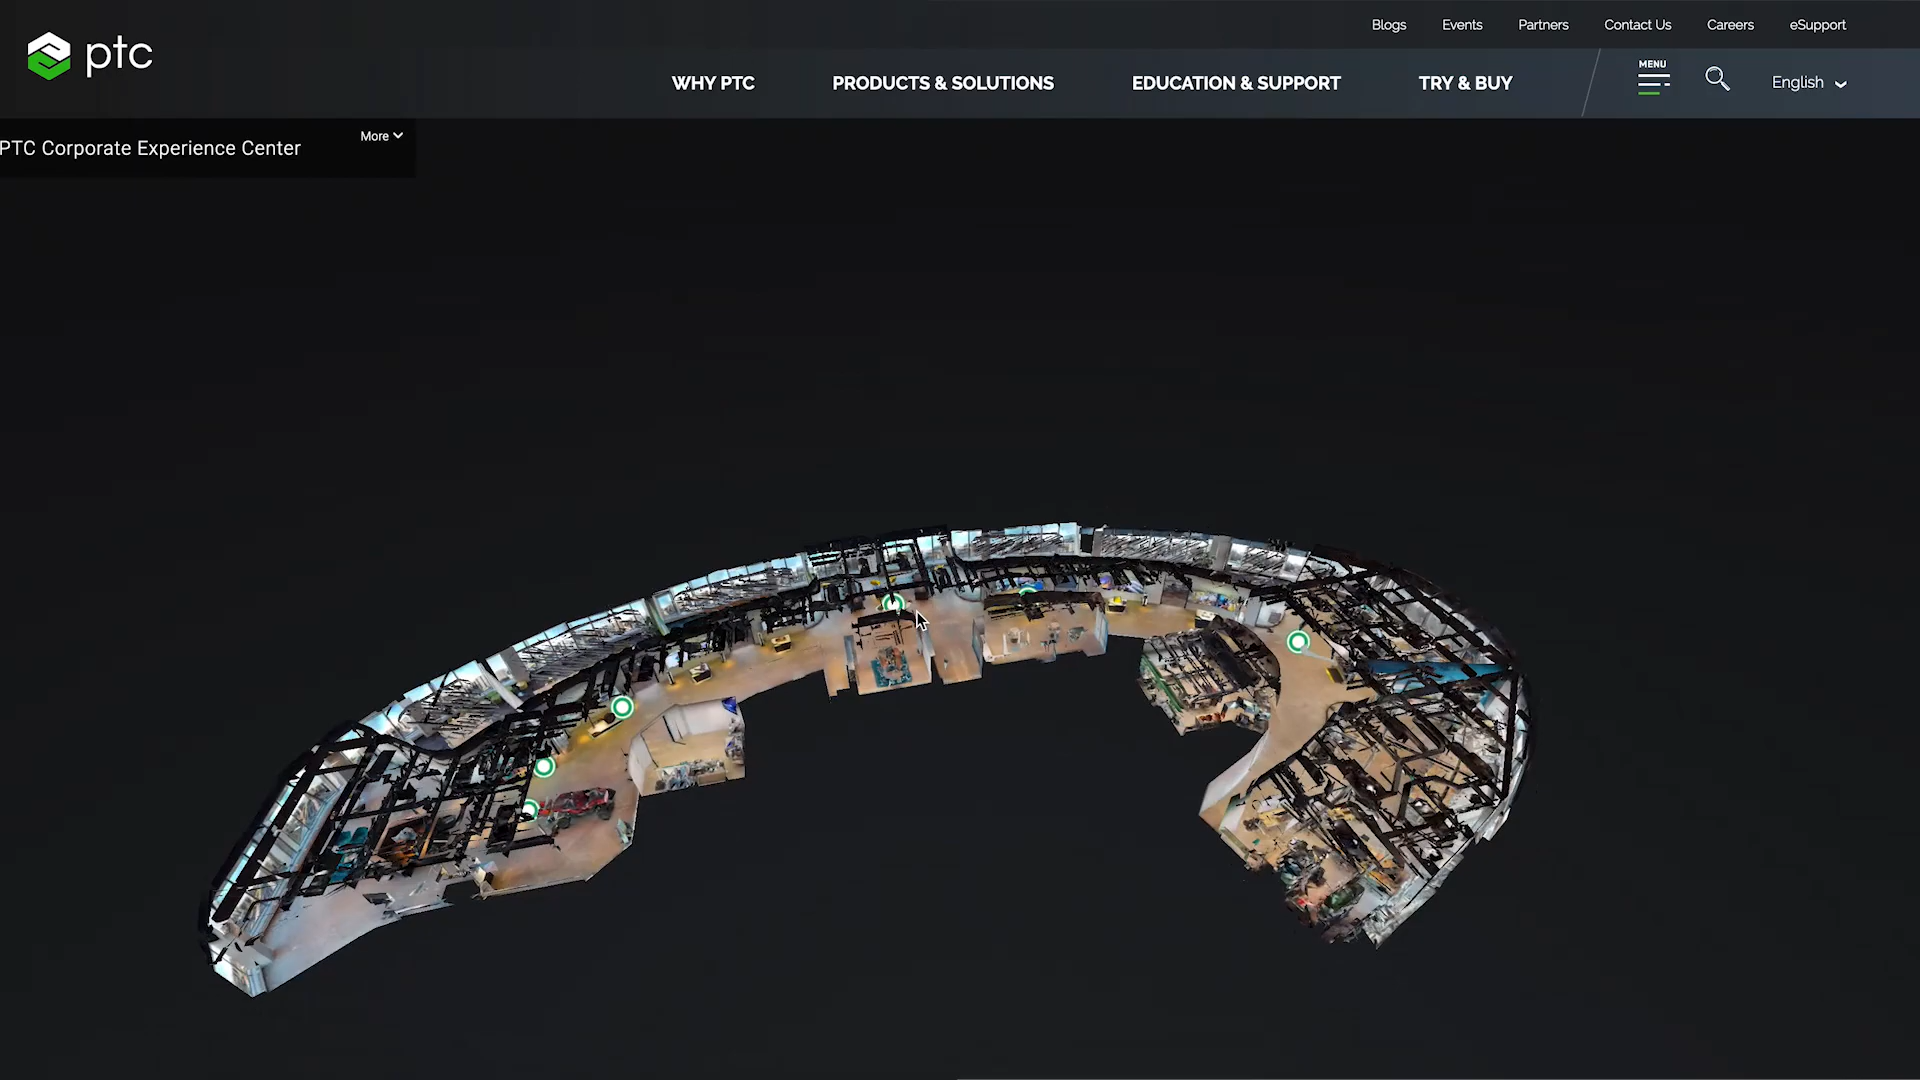 Blogs Events Partners Contact Us Careers eSupport
ptc
WHY PTC PRODUCTS & SOLUTIONS EDUCATION & SUPPORT TRY & BUY MENU English
PTC Corporate Experience Center More